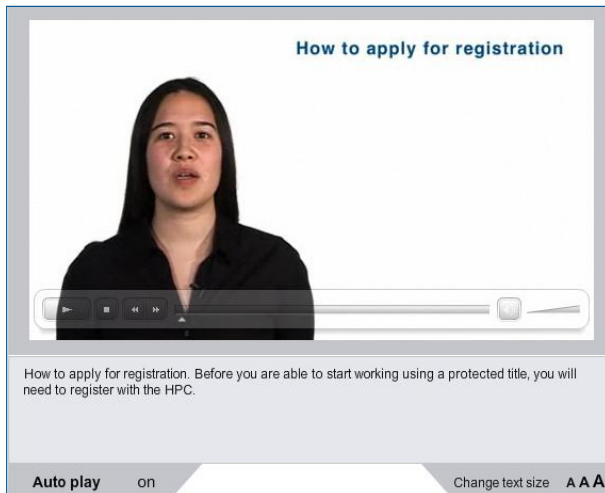 How to apply for registration
How to apply for registration. Before you are able to start working using a protected title, you will
need to register with the HPC.
Auto play on
Change text size A A A